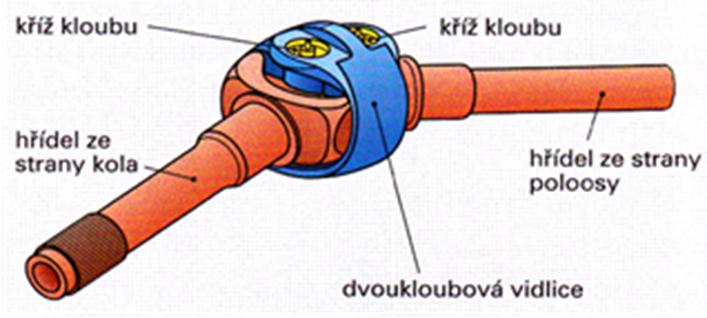 kříž kloubu
kříž kloubu
hřídel ze
strany kola
hřídel ze strany
poloosy
dvoukloubová vidlice